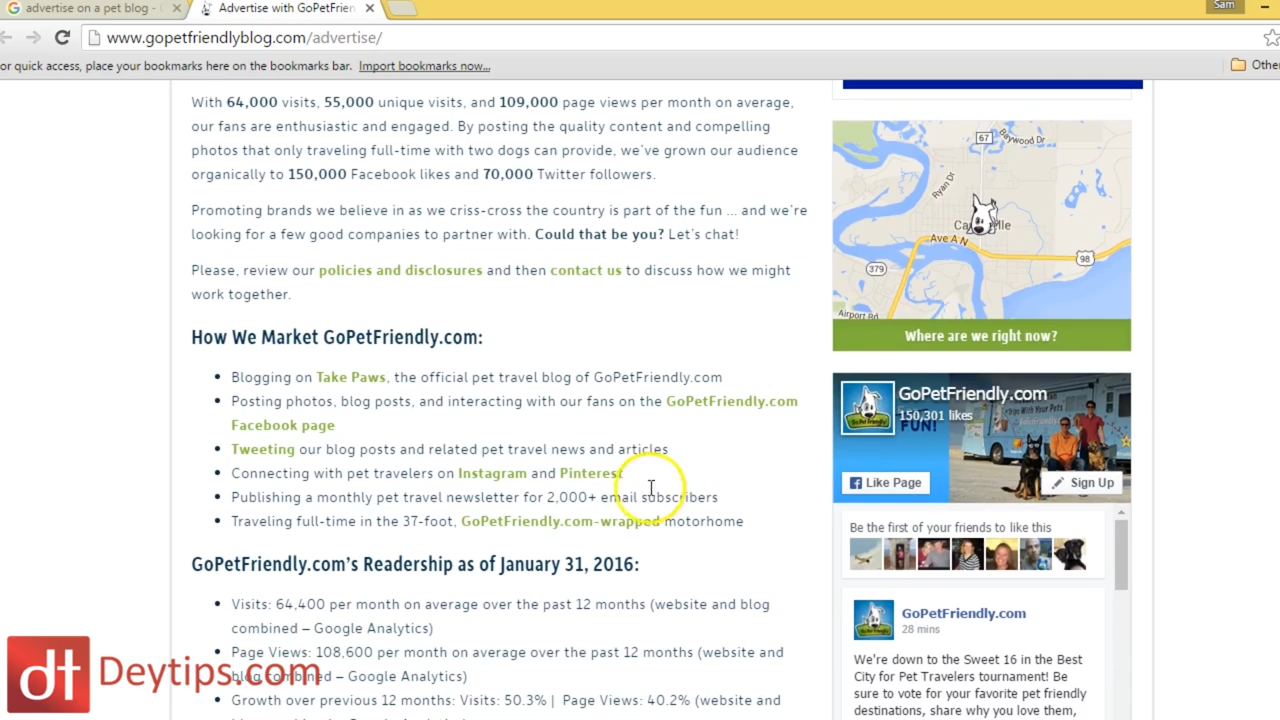 advertise on a pet blog -
Advertise with GoPetFrien
Sam
www.gopetfriendlyblog.com/advertise/
or quick access, place your bookmarks here on the bookmarks bar. Import bookmarks now...
Other
With 64,000 visits, 55,000 unique visits, and 109,000 page views per month on average,
our fans are enthusiastic and engaged. By posting the quality content and compelling
photos that only traveling full-time with two dogs can provide, we've grown our audience
organically to 150,000 Facebook likes and 70,000 Twitter followers.
Promoting brands we believe in as we criss-cross the country is part of the fun ... and we're
looking for a few good companies to partner with. Could that be you? Let's chat!
Please, review our policies and disclosures and then contact us to discuss how we might
work together.
How We Market GoPetFriendly.com:
• Blogging on Take Paws, the official pet travel blog of GoPetFriendly.com
• Posting photos, blog posts, and interacting with our fans on the GoPetFriendly.com
Facebook page
• Tweeting our blog posts and related pet travel news and articles
• Connecting with pet travelers on Instagram and Pinterest
• Publishing a monthly pet travel newsletter for 2,000+ email subscribers
• Traveling full-time in the 37-foot, GoPetFriendly.com-wrapped motorhome
GoPetFriendly.com's Readership as of January 31, 2016:
• Visits: 64,400 per month on average over the past 12 months (website and blog
combined – Google Analytics)
• Page Views: 108,600 per month on average over the past 12 months (website and
blog combined – Google Analytics)
• Growth over previous 12 months: Visits: 50.3% | Page Views: 40.2% (website and
67
Baywood Dr
Ryan Dr
Ave A N
98
379
Airport Rd
Where are we right now?
GoPetFriendly.com
150,301 likes
FUN!
Like Page
Sign Up
Be the first of your friends to like this
GoPetFriendly.com
28 mins
We're down to the Sweet 16 in the Best
City for Pet Travelers tournament! Be
sure to vote for your favorite pet friendly
destinations, share why you love them,
dt Deytips.com